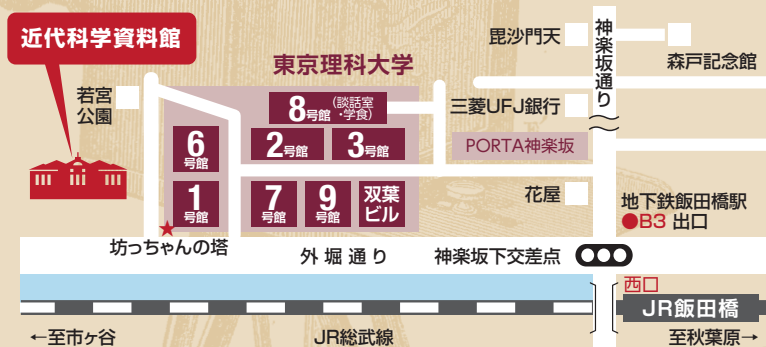 近代科学資料館
若宮
公園
東京理科大学
8号館 (談話室・学食)
6号館
2号館
3号館
1号館
7号館
9号館
双葉
ビル
坊っちゃんの塔
毘沙門天
神楽坂通り
森戸記念館
三菱UFJ銀行
PORTA神楽坂
花屋
地下鉄飯田橋駅
●B3 出口
外堀通り
神楽坂下交差点
西口
JR飯田橋
←至市ヶ谷
JR総武線
至秋葉原→